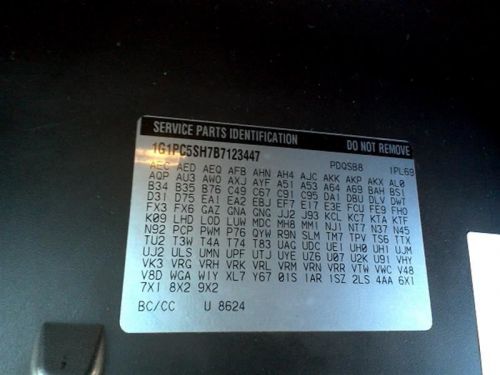 SERVICE PARTS IDENTIFICATION DO NOT REMOVE
1G1PC5SH7B7123447 PDQSB8 1PL69
AEC AED AEQ AFB AHN AH4 AJC AKK AKP AKX AL0
AQP AU3 AWO AXJ AYF A51 A53 A64 A69 BAH BS1
B34 B35 B76 C49 C67 C91 C95 DAI D8U DLV DWT
D31 D75 EA1 EA2 EBJ EF7 E17 E3E FCU FE9 FHO
FX3 FX6 GAZ GNA GNG JJ2 J93 KCL KC7 KTA KTF
K09 LHD LOD LUW MDC MH8 MMI NJ1 NT7 N37 N45
N92 PCP PWM P76 QYW R9N SLM TM7 TPV TS6 TTX
TU2 T3W T4A T74 T83 UAG UDC UE1 UH0 UH1 UJM
UJ2 ULS UMN UPF UTJ UYE UZ6 U07 U2K U91 VHY
VK3 VRG VRH VRK VRL VRM VRN VRR VTW VWC V48
V8D WGA WIY XL7 Y67 0IS 1AR 1SZ 2LS 4AA 6X1
7X1 8X2 9X2
BC/CC U 8624